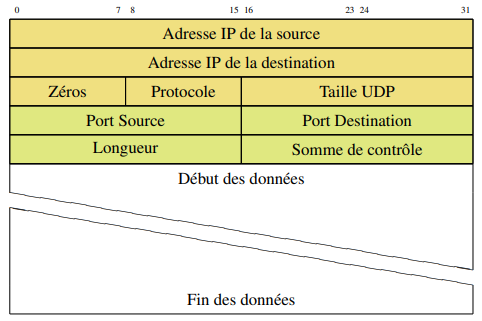 0 7 8 15 16 23 24 31
Adresse IP de la source
Adresse IP de la destination
Zéros Protocole Taille UDP
Port Source Port Destination
Longueur Somme de contrôle
Début des données
Fin des données